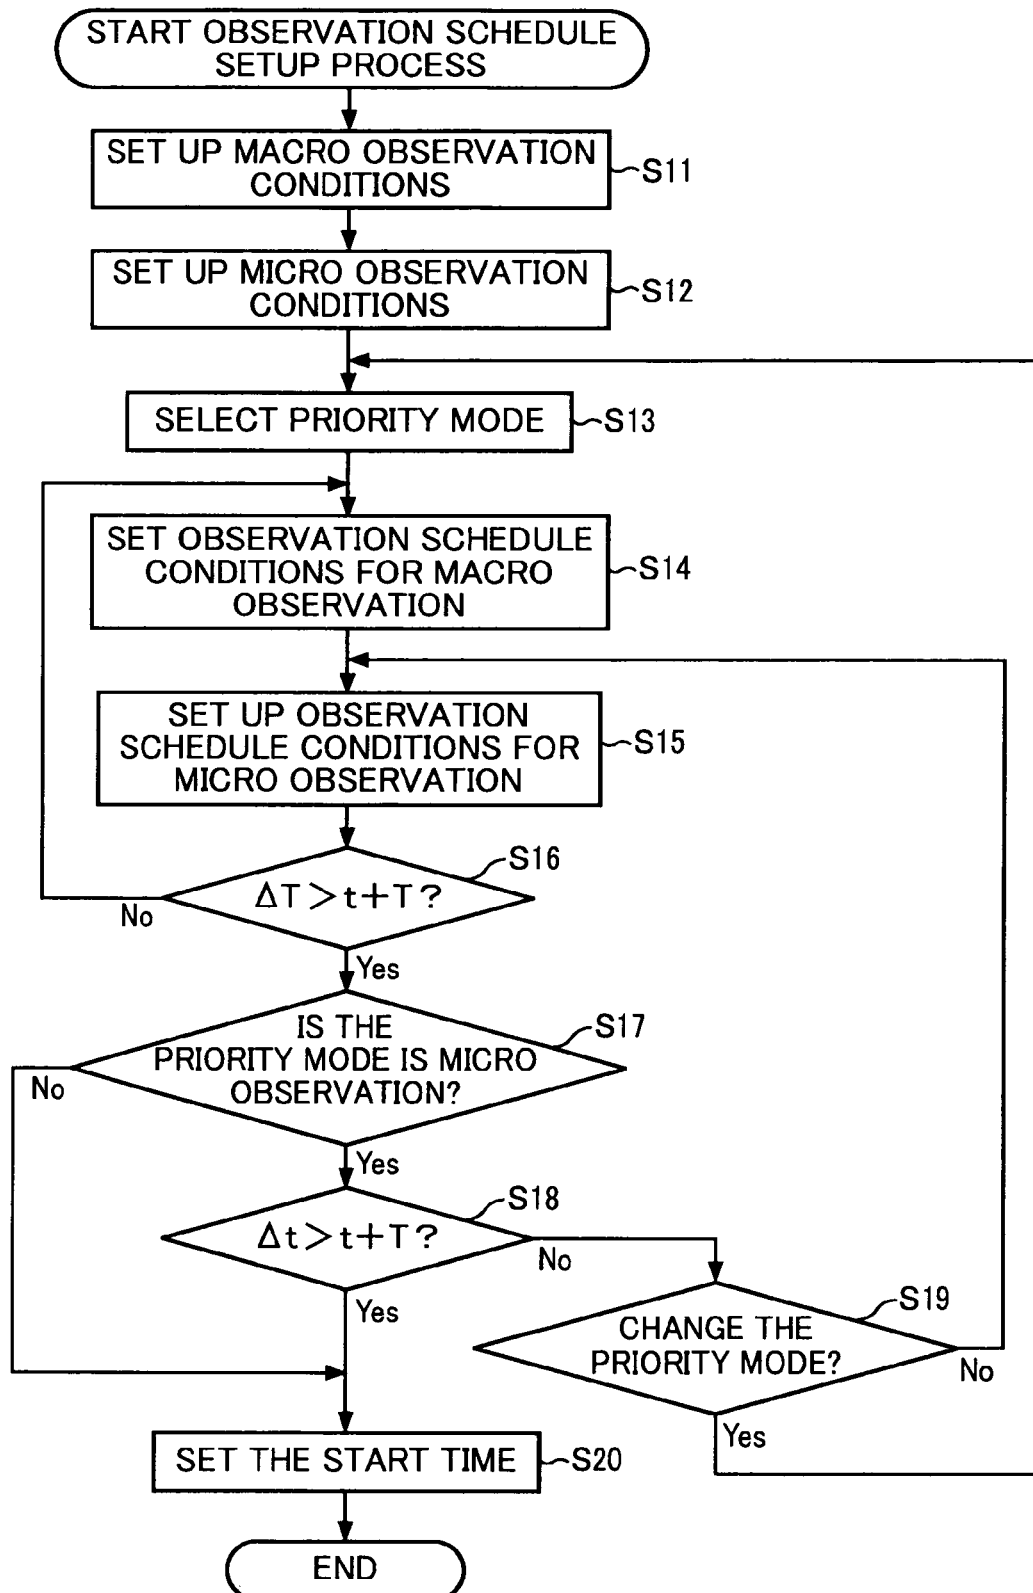 START OBSERVATION SCHEDULE
SETUP PROCESS
SET UP MACRO OBSERVATION
CONDITIONS
S11
SET UP MICRO OBSERVATION
CONDITIONS
S12
SELECT PRIORITY MODE
S13
SET OBSERVATION SCHEDULE
CONDITIONS FOR MACRO
OBSERVATION
S14
SET UP OBSERVATION
SCHEDULE CONDITIONS FOR
MICRO OBSERVATION
S15
S16
ΔT>t+T?
No
Yes
IS THE
PRIORITY MODE IS MICRO
OBSERVATION?
S17
No
Yes
S18
Δt>t+T?
No
Yes
S19
CHANGE THE
PRIORITY MODE?
No
Yes
SET THE START TIME
S20
END